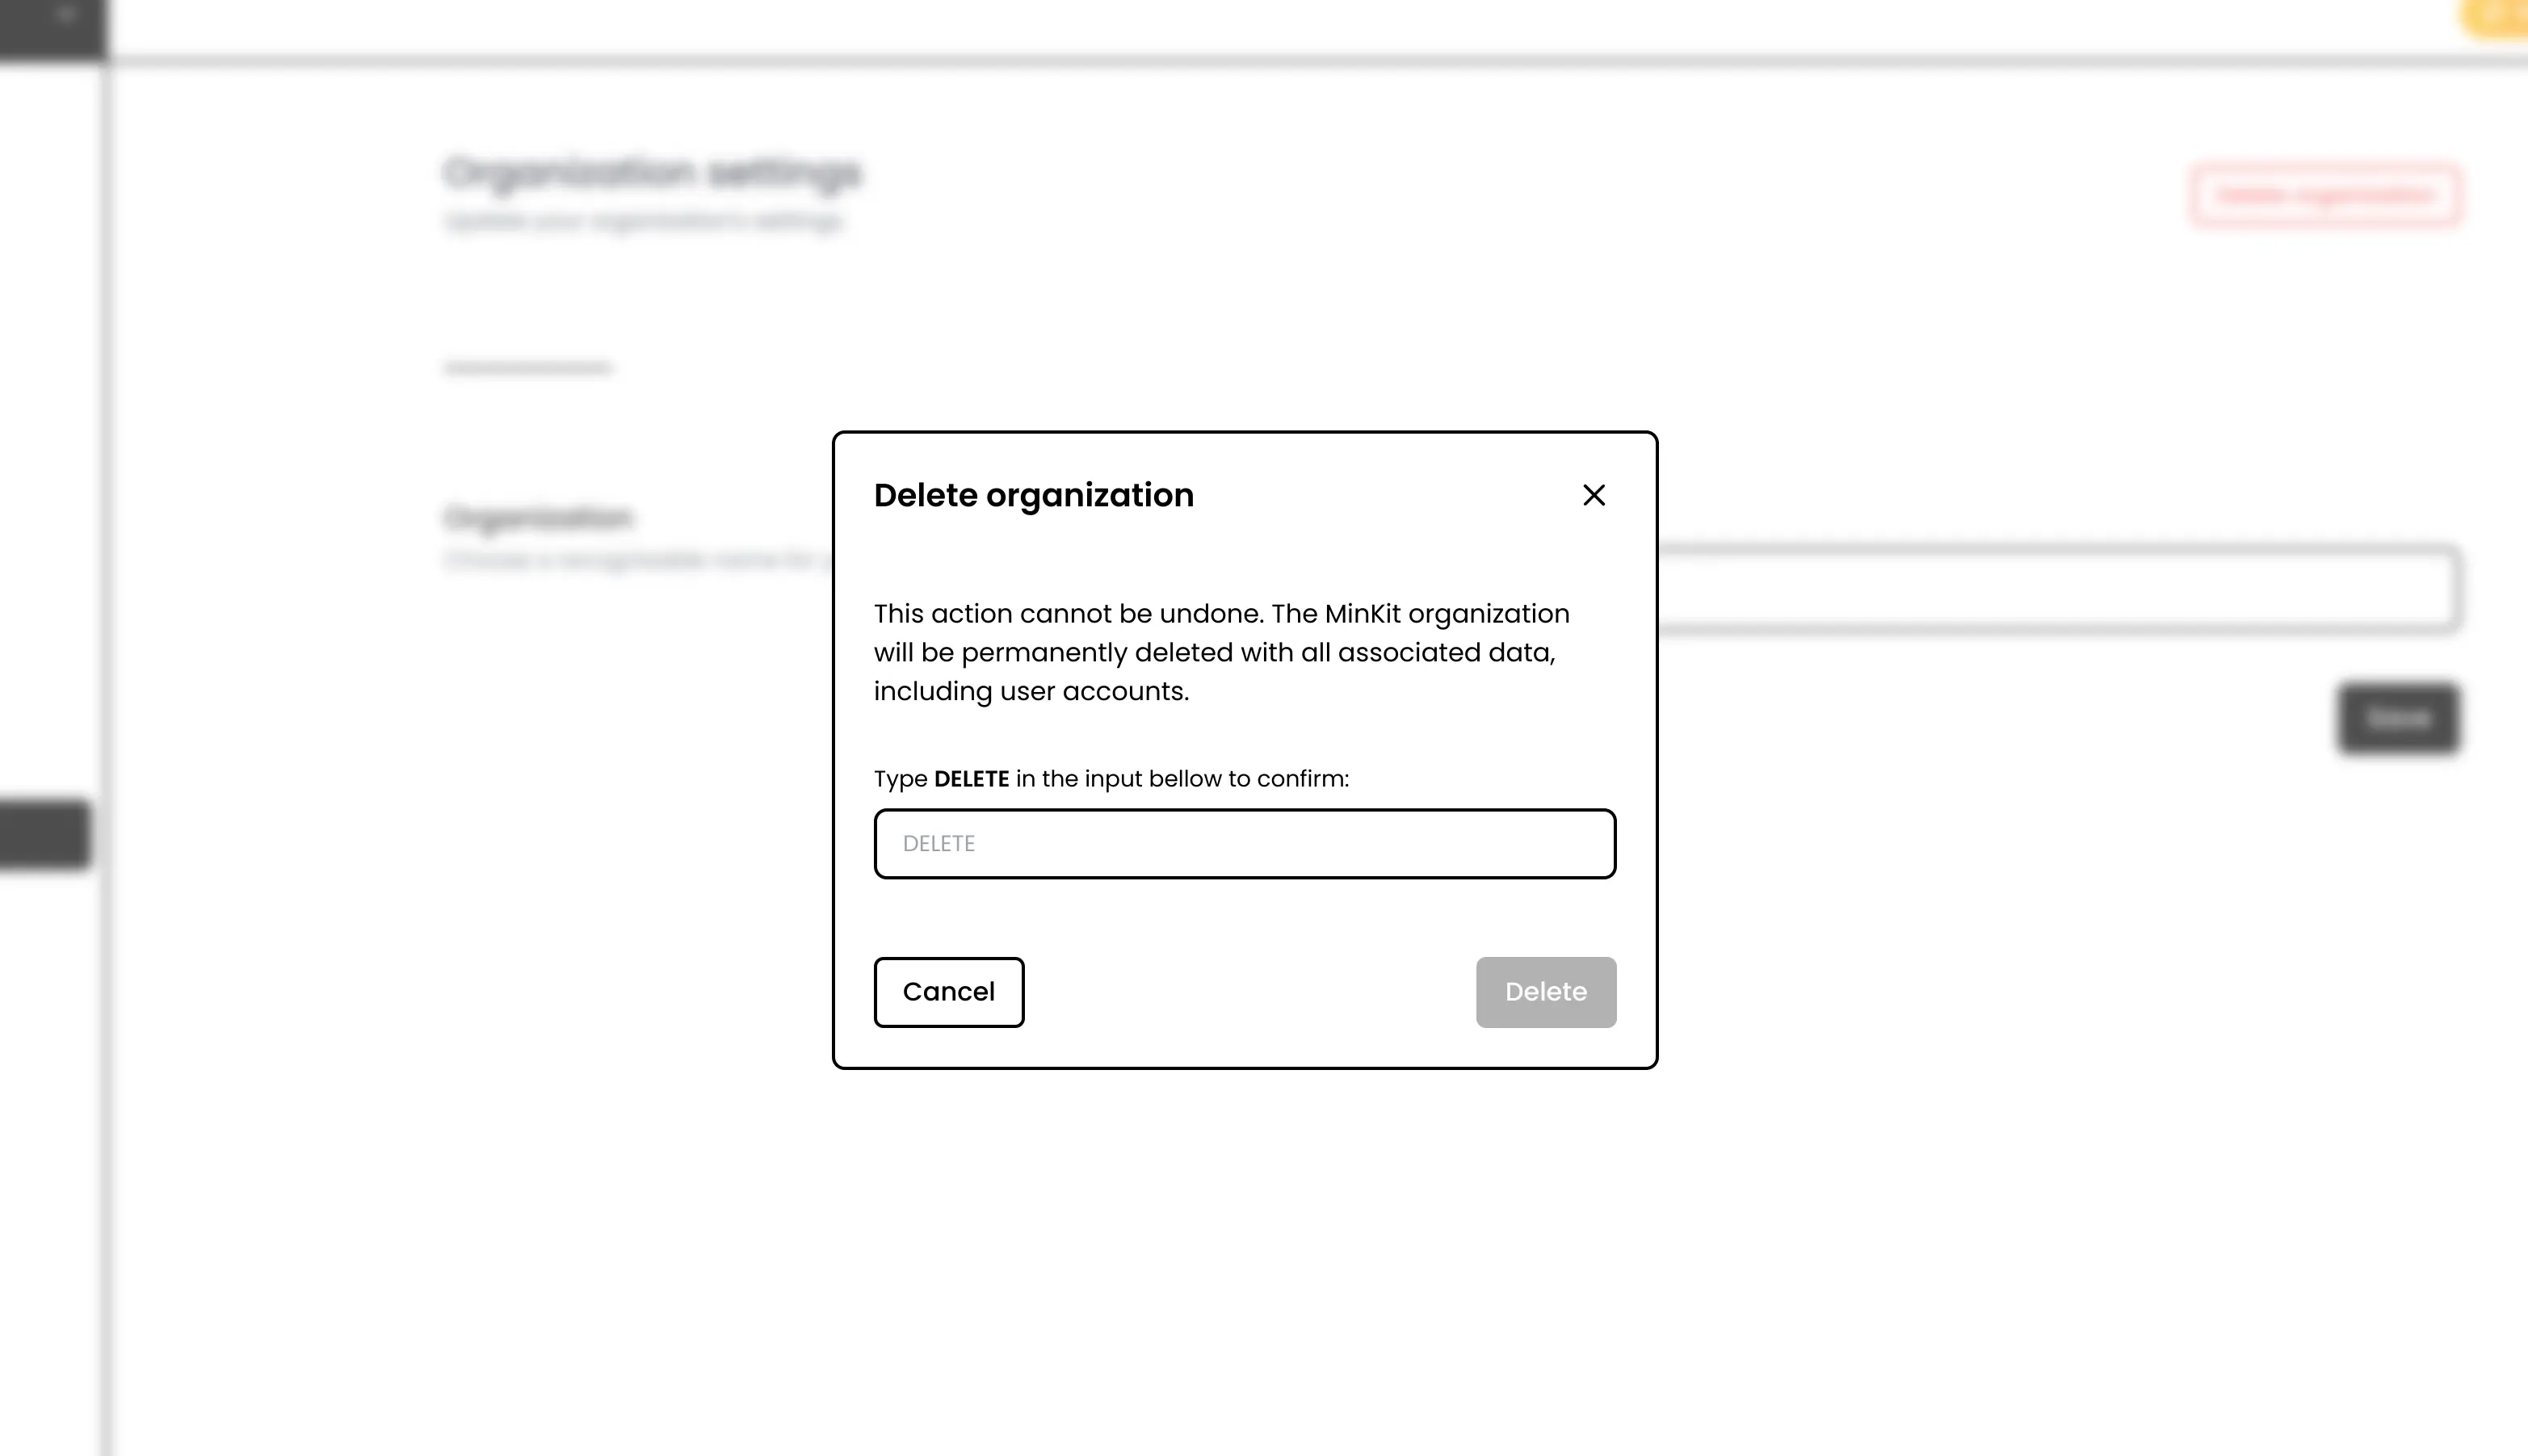 Organization settings
Update your organization's settings
Delete organization
Delete organization
This action cannot be undone. The MinKit organization
will be permanently deleted with all associated data,
including user accounts.
Organization
Choose a recognizable name for
Type DELETE in the input bellow to confirm:
DELETE
Save
Cancel
Delete